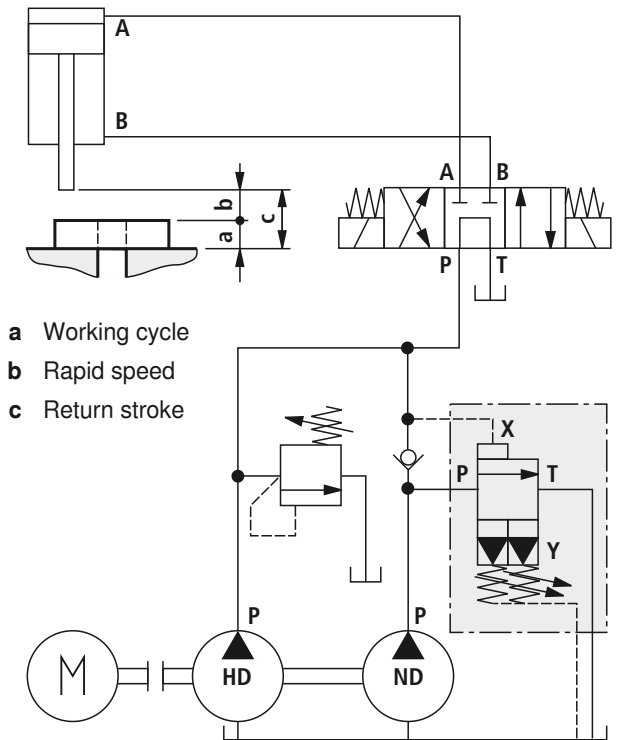 A
B
A B
b
c
a
P T
a Working cycle
b Rapid speed
c Return stroke
X
P T
Y
P P
M HD ND